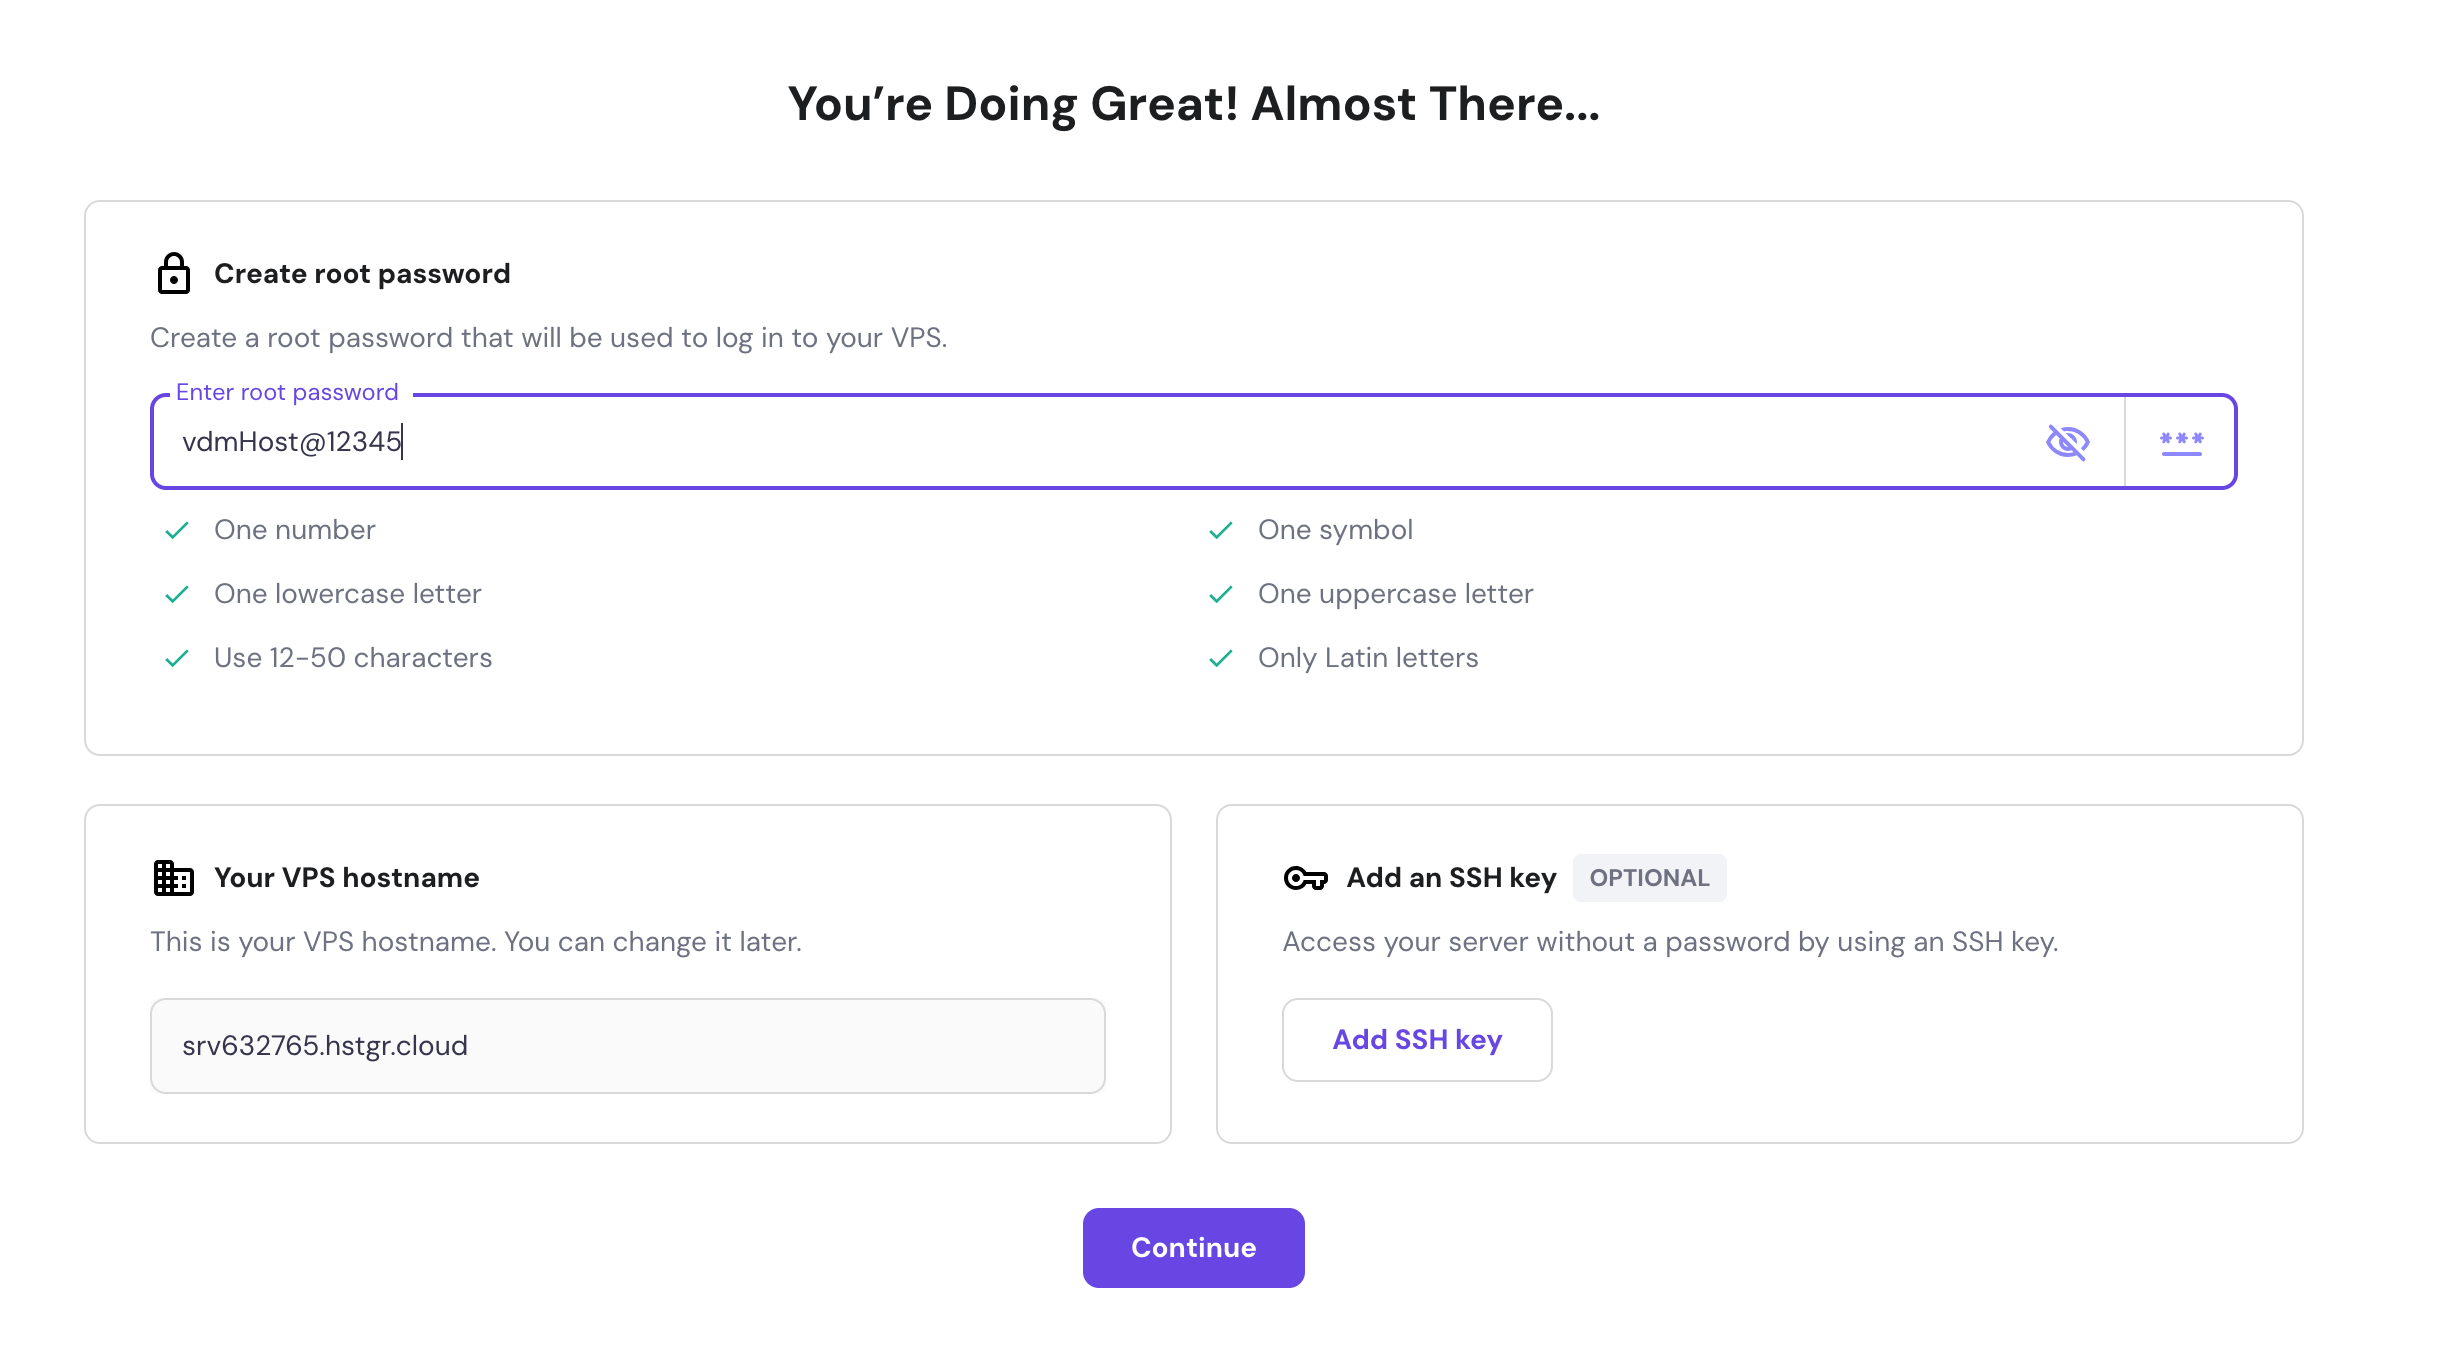 You’re Doing Great! Almost There...
Create root password
Create a root password that will be used to log in to your VPS.
Enter root password
vdmHost@12345
One number
One symbol
One lowercase letter
One uppercase letter
Use 12-50 characters
Only Latin letters
Your VPS hostname
This is your VPS hostname. You can change it later.
srv632765.hstgr.cloud
Add an SSH key OPTIONAL
Access your server without a password by using an SSH key.
Add SSH key
Continue